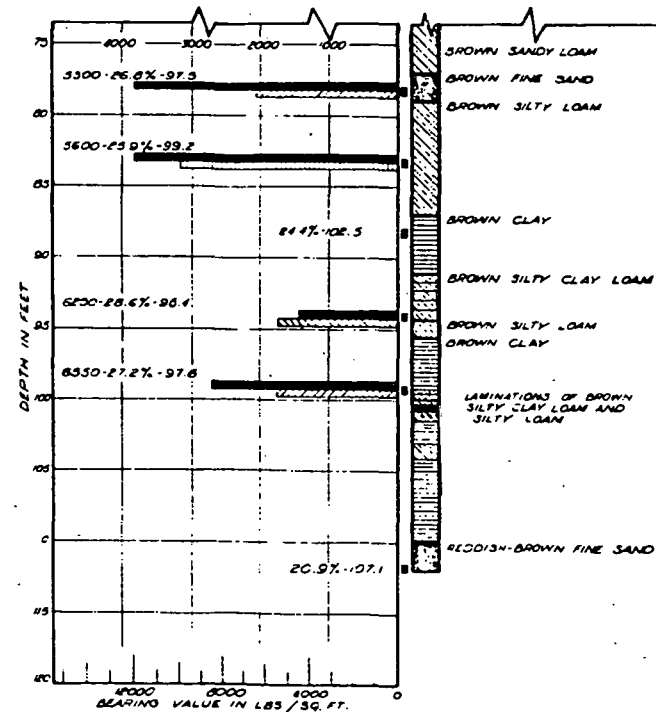 75
4000 3000 2000 1000
BROWN SANDY LOAM
5300-26.8%-97.5
BROWN FINE SAND
80
BROWN SILTY LOAM
5600-25.9%-99.2
85
BROWN CLAY
24.4%-102.5
90
BROWN SILTY CLAY LOAM
6250-28.6%-96.4
95
BROWN SILTY LOAM
BROWN CLAY
DEPTH IN FEET
27.2%-97.6
100
LAMINATIONS OF BROWN
SILTY CLAY LOAM AND
SILTY LOAM
105
REDDISH-BROWN FINE SAND
20.9%-107.1
115
120
12000 8000 4000 0
BEARING VALUE IN LBS/SQ.FT.